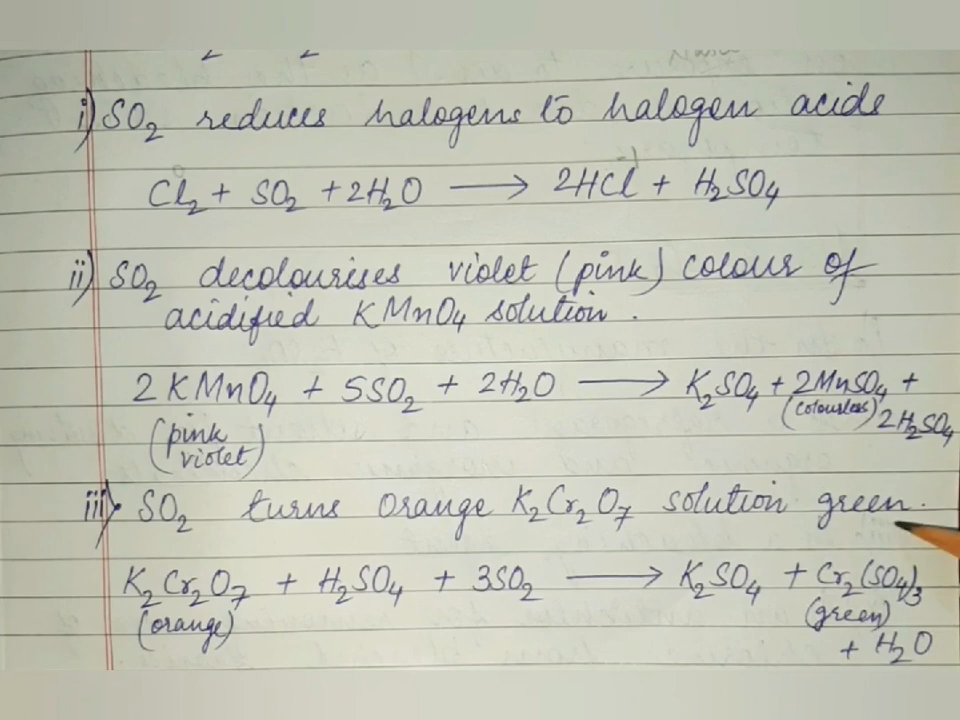 i) SO₂ reduces halogens to halogen acids
Cl₂ + SO₂ + 2H₂O ⟶ 2HCl + H₂SO₄
ii) SO₂ decolourises violet (pink) colour of
acidified KMnO₄ solution.
2KMnO₄ + 5SO₂ + 2H₂O ⟶ K₂SO₄ + 2MnSO₄ +
(colourless) 2H₂SO₄
(pink
violet)
iii) SO₂ turns orange K₂Cr₂O₇ solution green.
K₂Cr₂O₇ + H₂SO₄ + 3SO₂ ⟶ K₂SO₄ + Cr₂(SO₄)₃
(orange) (green)
+ H₂O